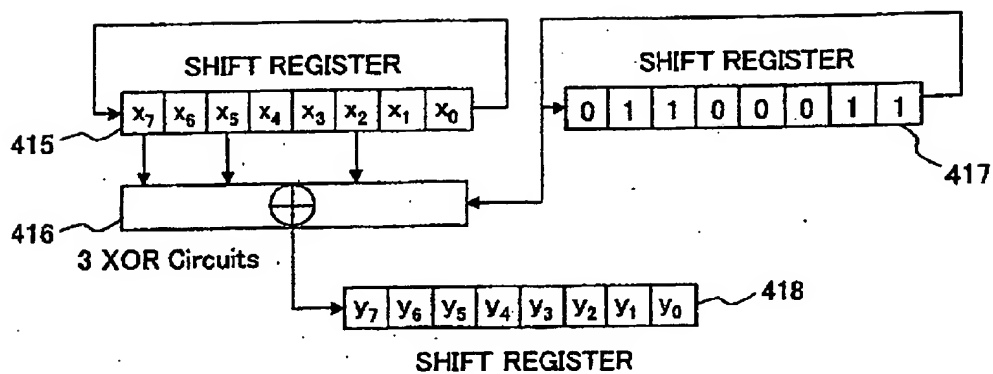 SHIFT REGISTER
x7 x6 x5 x4 x3 x2 x1 x0
415
SHIFT REGISTER
0 1 1 0 0 0 1 1
417
416
3 XOR Circuits
y7 y6 y5 y4 y3 y2 y1 y0
418
SHIFT REGISTER